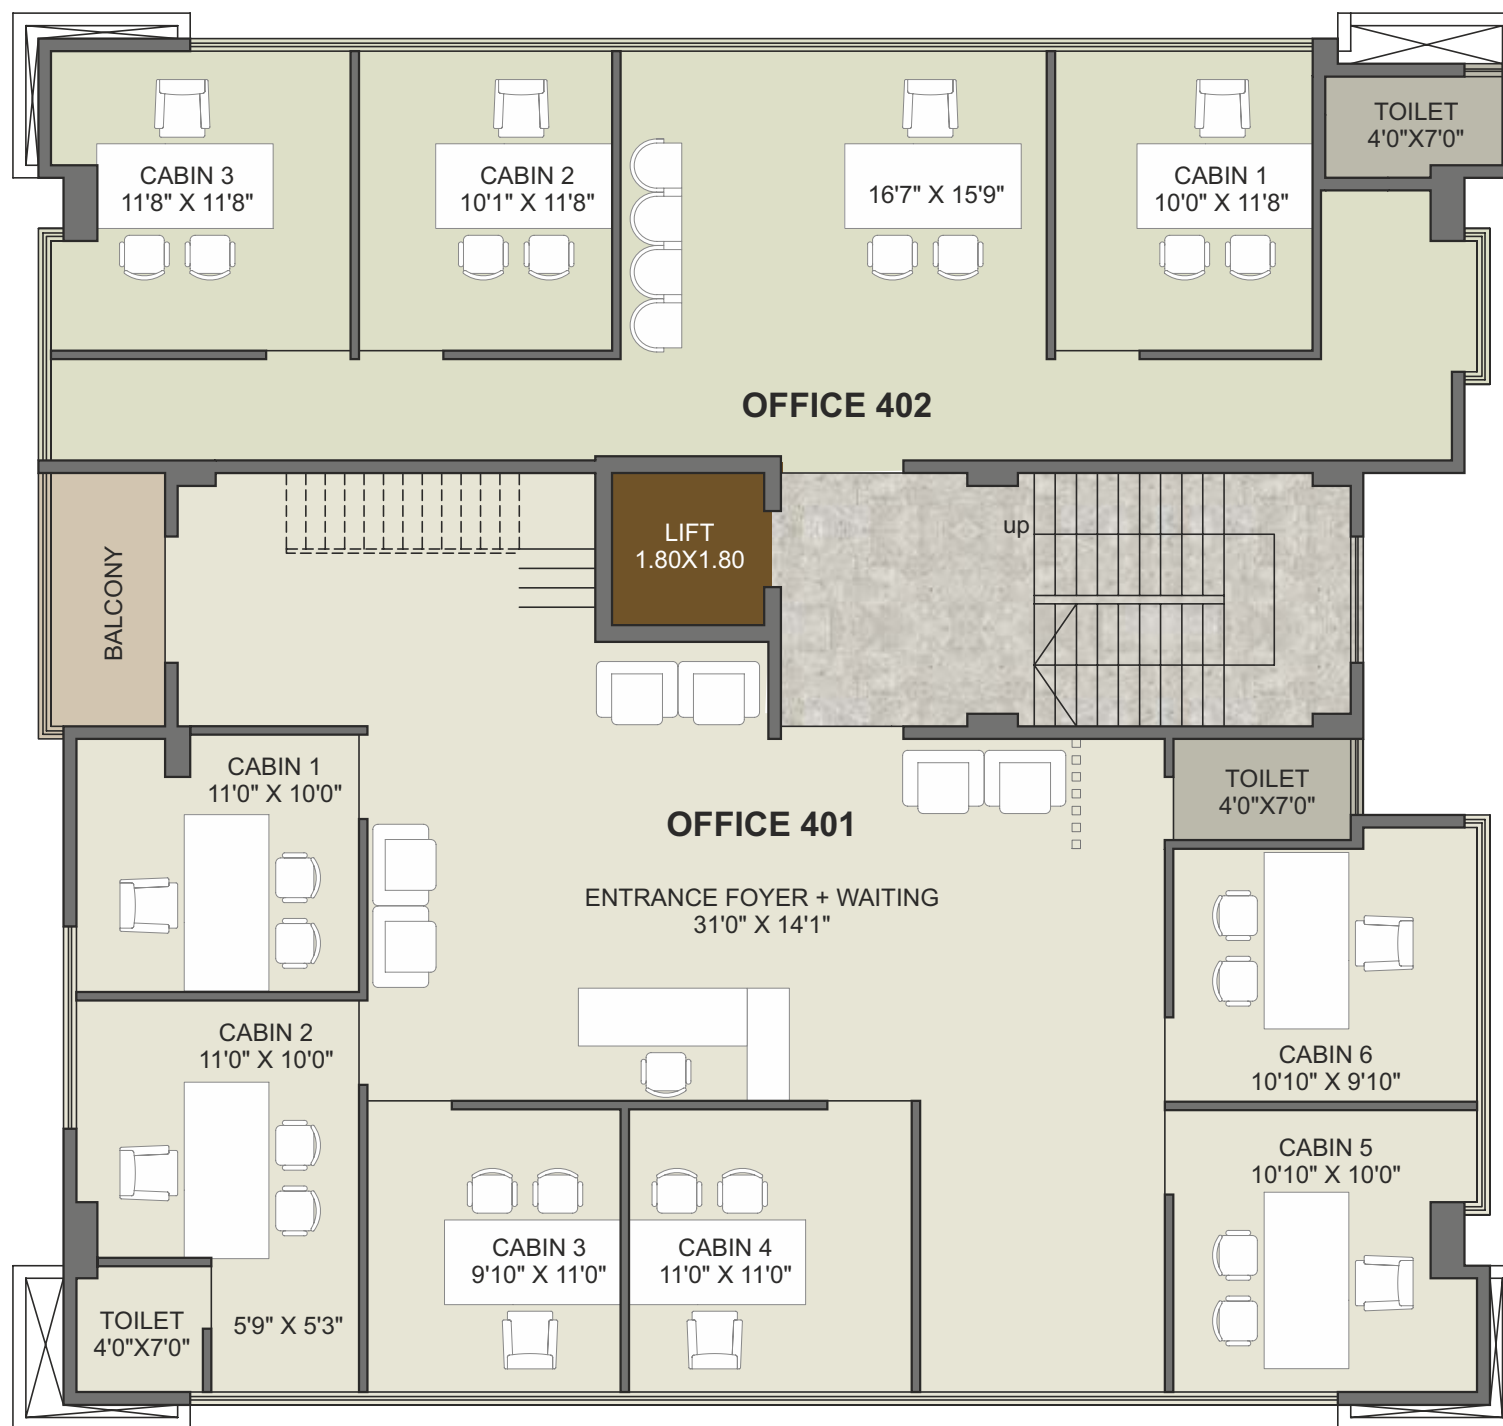 TOILET
4'0"X7'0"
CABIN 3
11'8" X 11'8"
CABIN 2
10'1" X 11'8"
16'7" X 15'9"
CABIN 1
10'0" X 11'8"
OFFICE 402
up
LIFT
1.80X1.80
BALCONY
CABIN 1
11'0" X 10'0"
TOILET
4'0"X7'0"
OFFICE 401
ENTRANCE FOYER + WAITING
31'0" X 14'1"
CABIN 2
11'0" X 10'0"
CABIN 6
10'10" X 9'10"
CABIN 5
10'10" X 10'0"
CABIN 3
9'10" X 11'0"
CABIN 4
11'0" X 11'0"
TOILET
4'0"X7'0"
5'9" X 5'3"